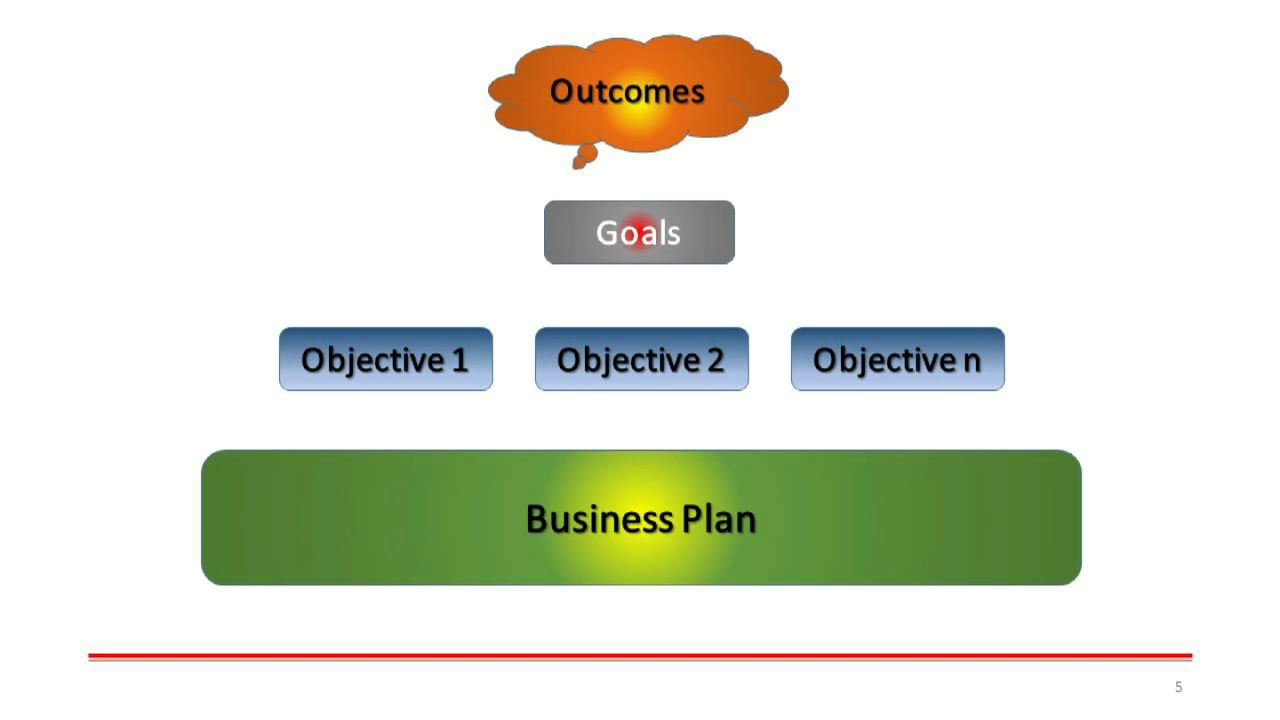 Outcomes
Goals
Objective 1
Objective 2
Objective n
Business Plan
5